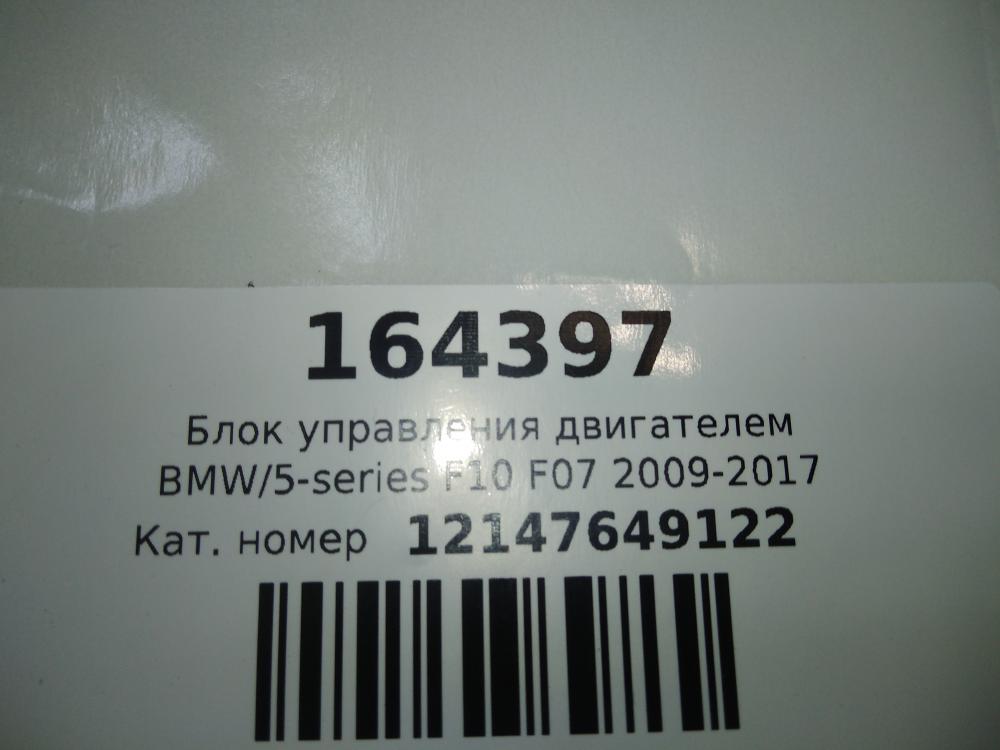 164397
Блок управления двигателем
BMW/5-series F10 F07 2009-2017
Кат. номер 12147649122